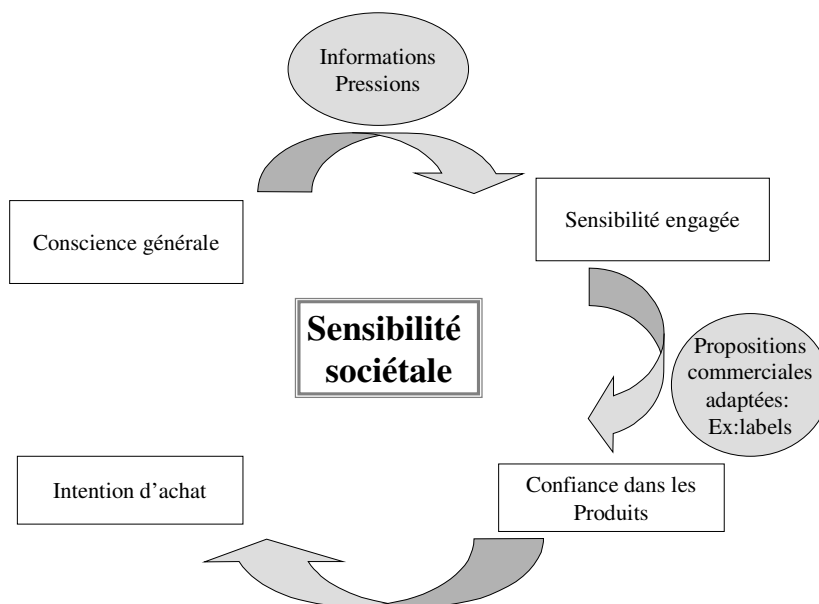 Informations
Pressions
Conscience générale
Sensibilité engagée
Sensibilité
sociétale
Propositions
commerciales
adaptées:
Ex:labels
Intention d'achat
Confiance dans les
Produits